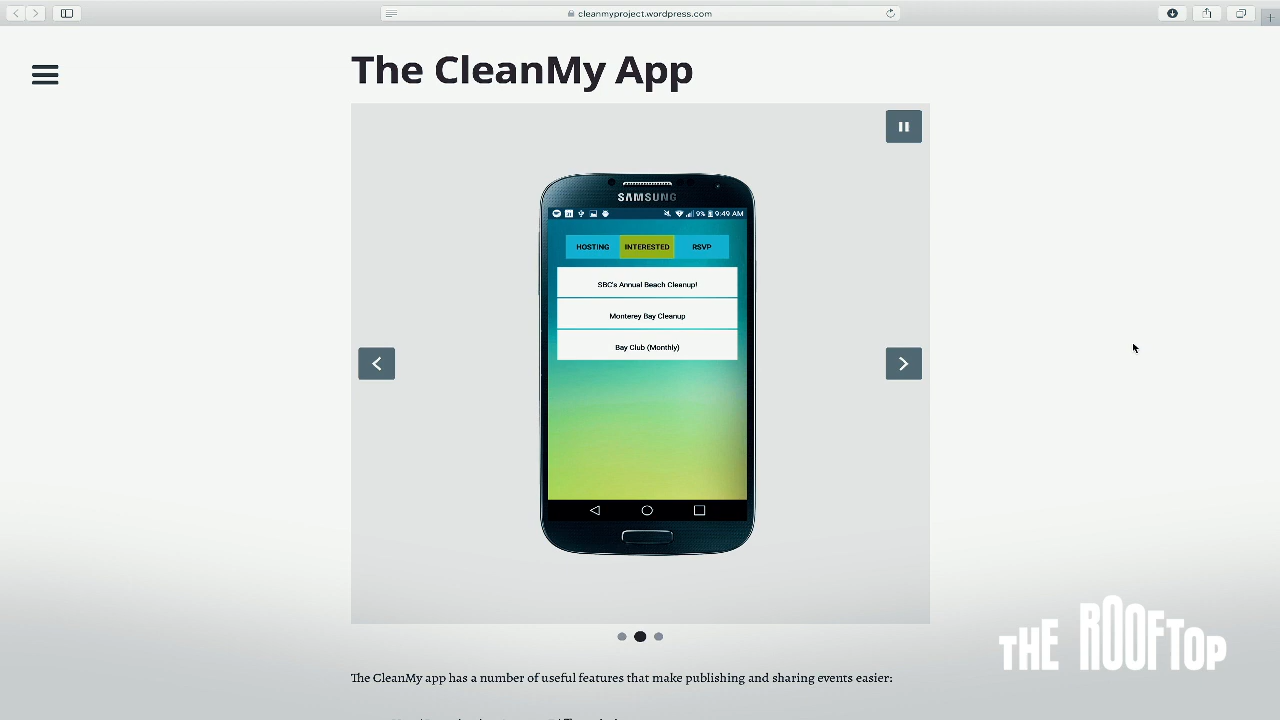 cleanmyproject.wordpress.com
The CleanMy App
SAMSUNG
9% 9:49 AM
HOSTING INTERESTED RSVP
SBC's Annual Beach Cleanup!
Monterey Bay Cleanup
Bay Club (Monthly)
THE ROOFTOP
The CleanMy app has a number of useful features that make publishing and sharing events easier: